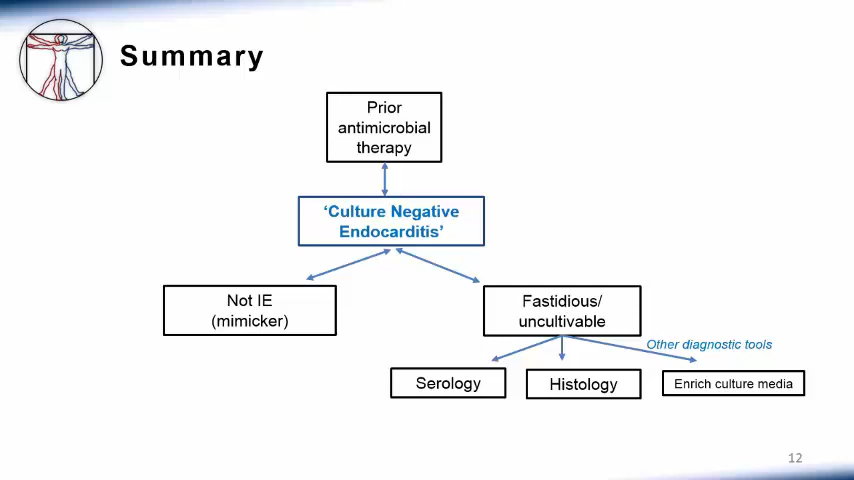 Summary
Prior
antimicrobial
therapy
‘Culture Negative
Endocarditis’
Not IE
(mimicker)
Fastidious/
uncultivable
Other diagnostic tools
Serology
Histology
Enrich culture media
12